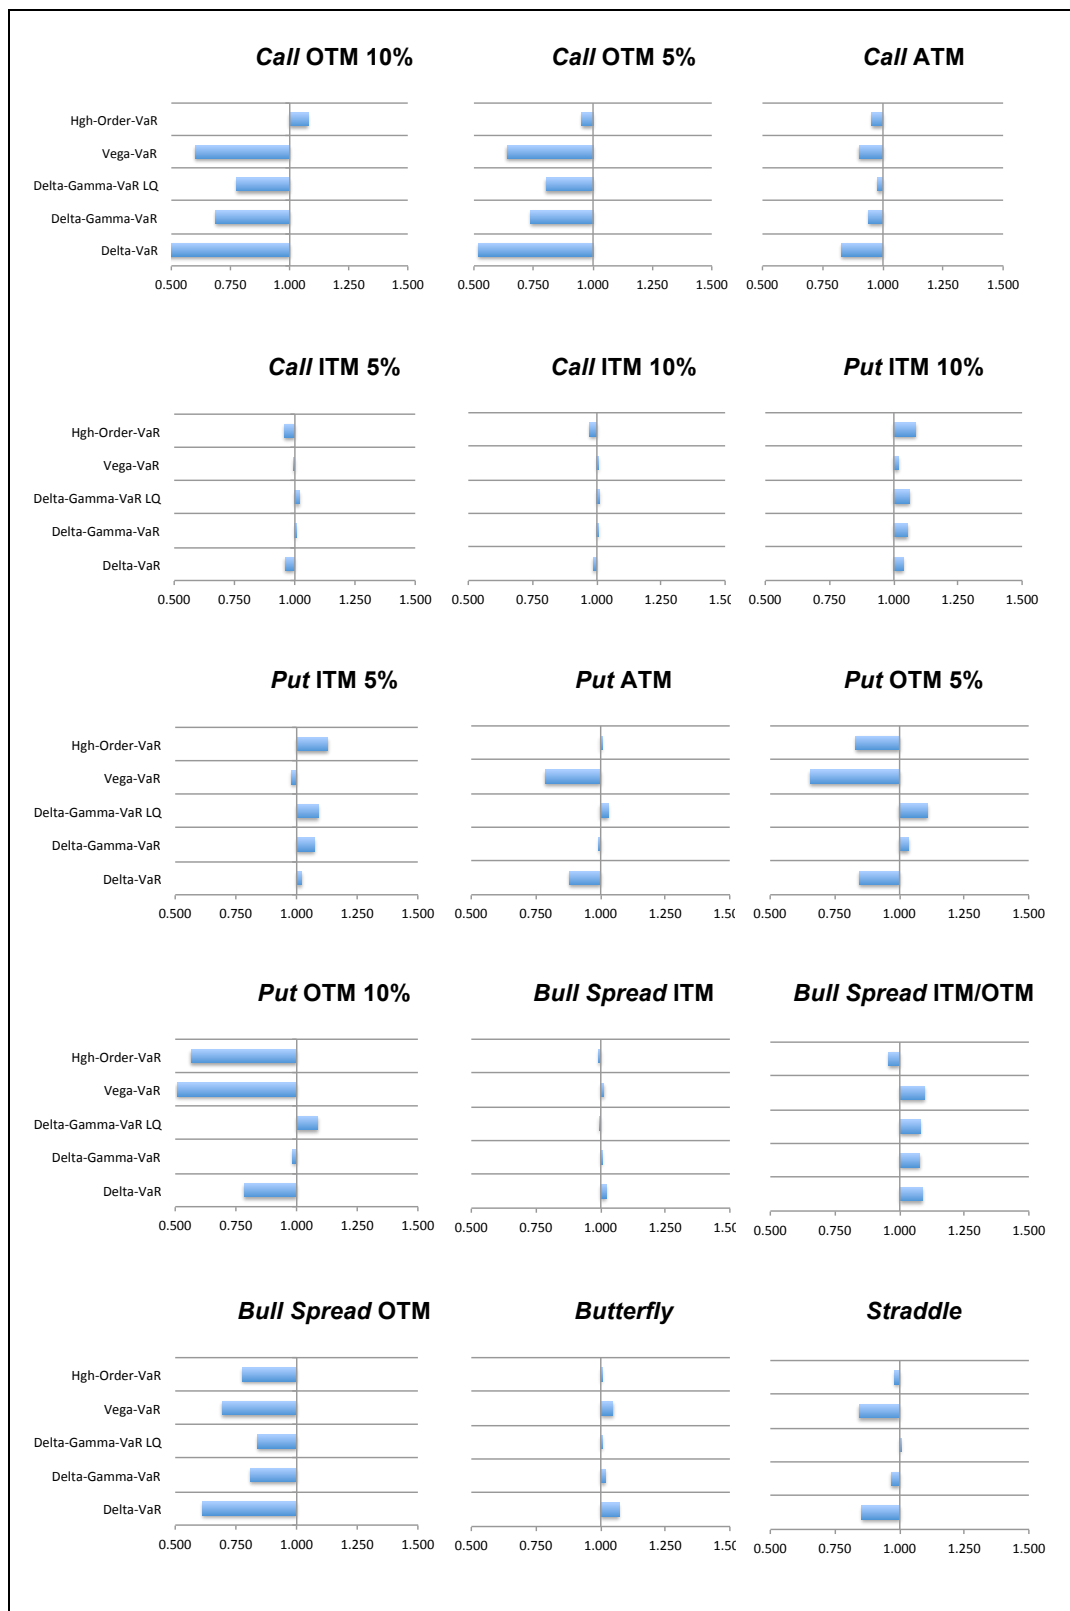 Call OTM 10%
Call OTM 5%
Call ATM
Hgh-Order-VaR
Vega-VaR
Delta-Gamma-VaR LQ
Delta-Gamma-VaR
Delta-VaR
0.500 0.750 1.000 1.250 1.500
0.500 0.750 1.000 1.250 1.500
0.500 0.750 1.000 1.250 1.500
Call ITM 5%
Call ITM 10%
Put ITM 10%
Hgh-Order-VaR
Vega-VaR
Delta-Gamma-VaR LQ
Delta-Gamma-VaR
Delta-VaR
0.500 0.750 1.000 1.250 1.500
0.500 0.750 1.000 1.250 1.50
0.500 0.750 1.000 1.250 1.500
Put ITM 5%
Put ATM
Put OTM 5%
Hgh-Order-VaR
Vega-VaR
Delta-Gamma-VaR LQ
Delta-Gamma-VaR
Delta-VaR
0.500 0.750 1.000 1.250 1.500
0.500 0.750 1.000 1.250 1.50
0.500 0.750 1.000 1.250 1.500
Put OTM 10%
Bull Spread ITM
Bull Spread ITM/OTM
Hgh-Order-VaR
Vega-VaR
Delta-Gamma-VaR LQ
Delta-Gamma-VaR
Delta-VaR
0.500 0.750 1.000 1.250 1.500
0.500 0.750 1.000 1.250 1.50
0.500 0.750 1.000 1.250 1.500
Bull Spread OTM
Butterfly
Straddle
Hgh-Order-VaR
Vega-VaR
Delta-Gamma-VaR LQ
Delta-Gamma-VaR
Delta-VaR
0.500 0.750 1.000 1.250 1.500
0.500 0.750 1.000 1.250 1.50
0.500 0.750 1.000 1.250 1.500